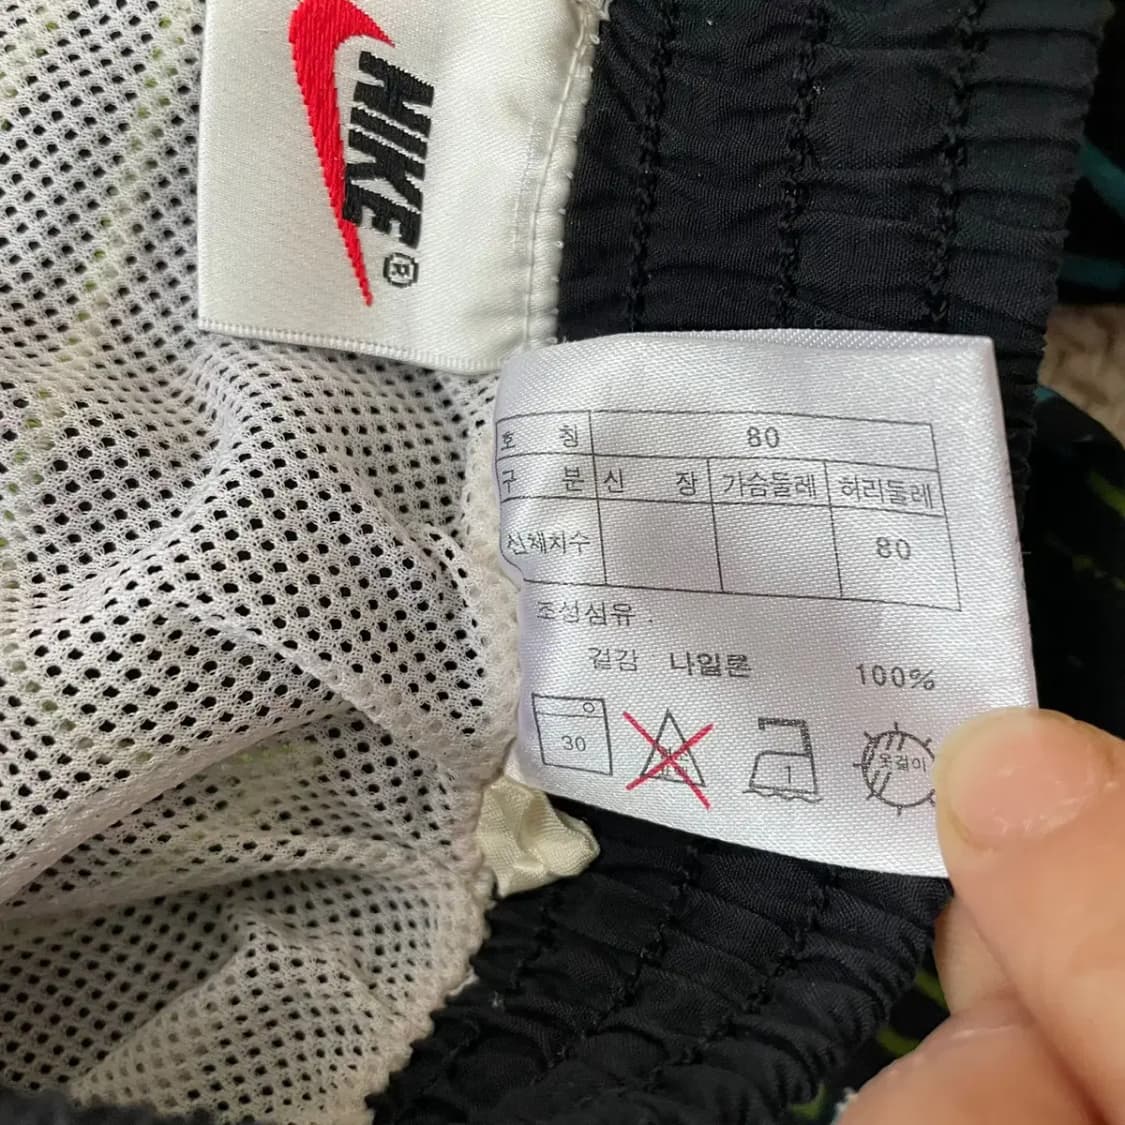 NIKE®
호 칭 80
구 분 신 장 가슴둘레 허리둘레
신체치수 80
조성섬유 .
겉감 나일론 100%
30
1
옷걸이